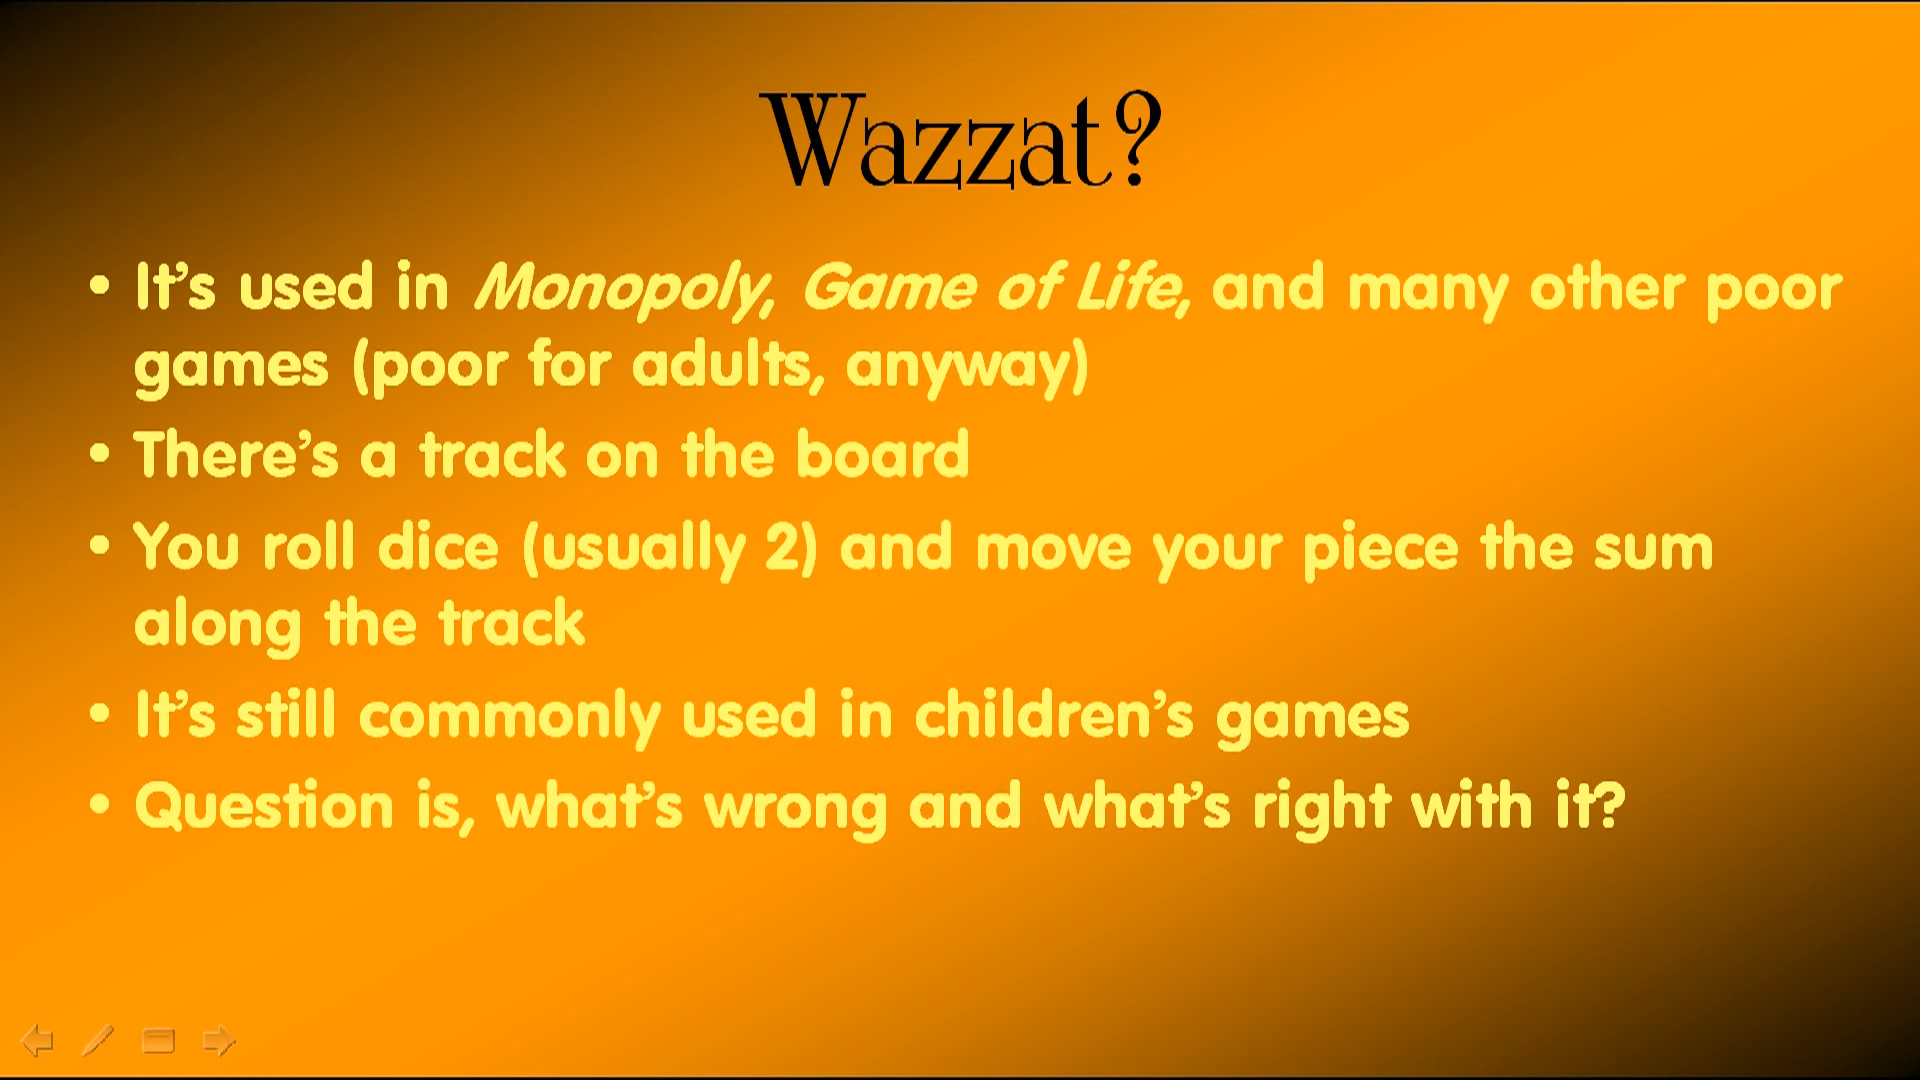 Wazzat?
• It’s used in Monopoly, Game of Life, and many other poor
games (poor for adults, anyway)
• There’s a track on the board
• You roll dice (usually 2) and move your piece the sum
along the track
• It’s still commonly used in children’s games
• Question is, what’s wrong and what’s right with it?